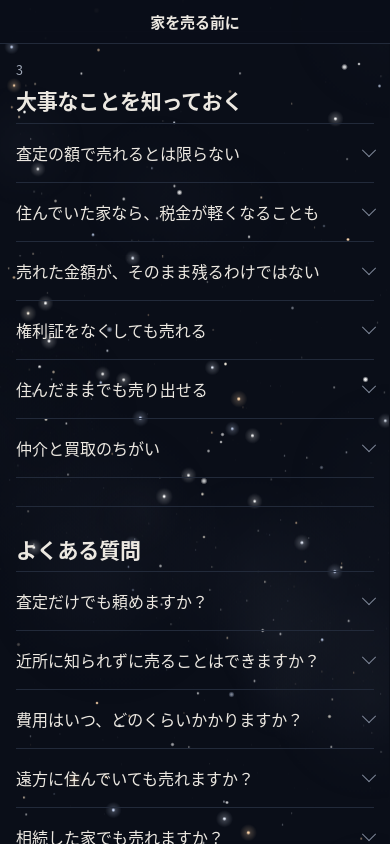 家を売る前に
3
大事なことを知っておく
査定の額で売れるとは限らない
住んでいた家なら、税金が軽くなることも
売れた金額が、そのまま残るわけではない
権利証をなくしても売れる
住んだままでも売り出せる
仲介と買取のちがい
よくある質問
査定だけでも頼めますか？
近所に知られずに売ることはできますか？
費用はいつ、どのくらいかかりますか？
遠方に住んでいても売れますか？
相続した家でも売れますか？